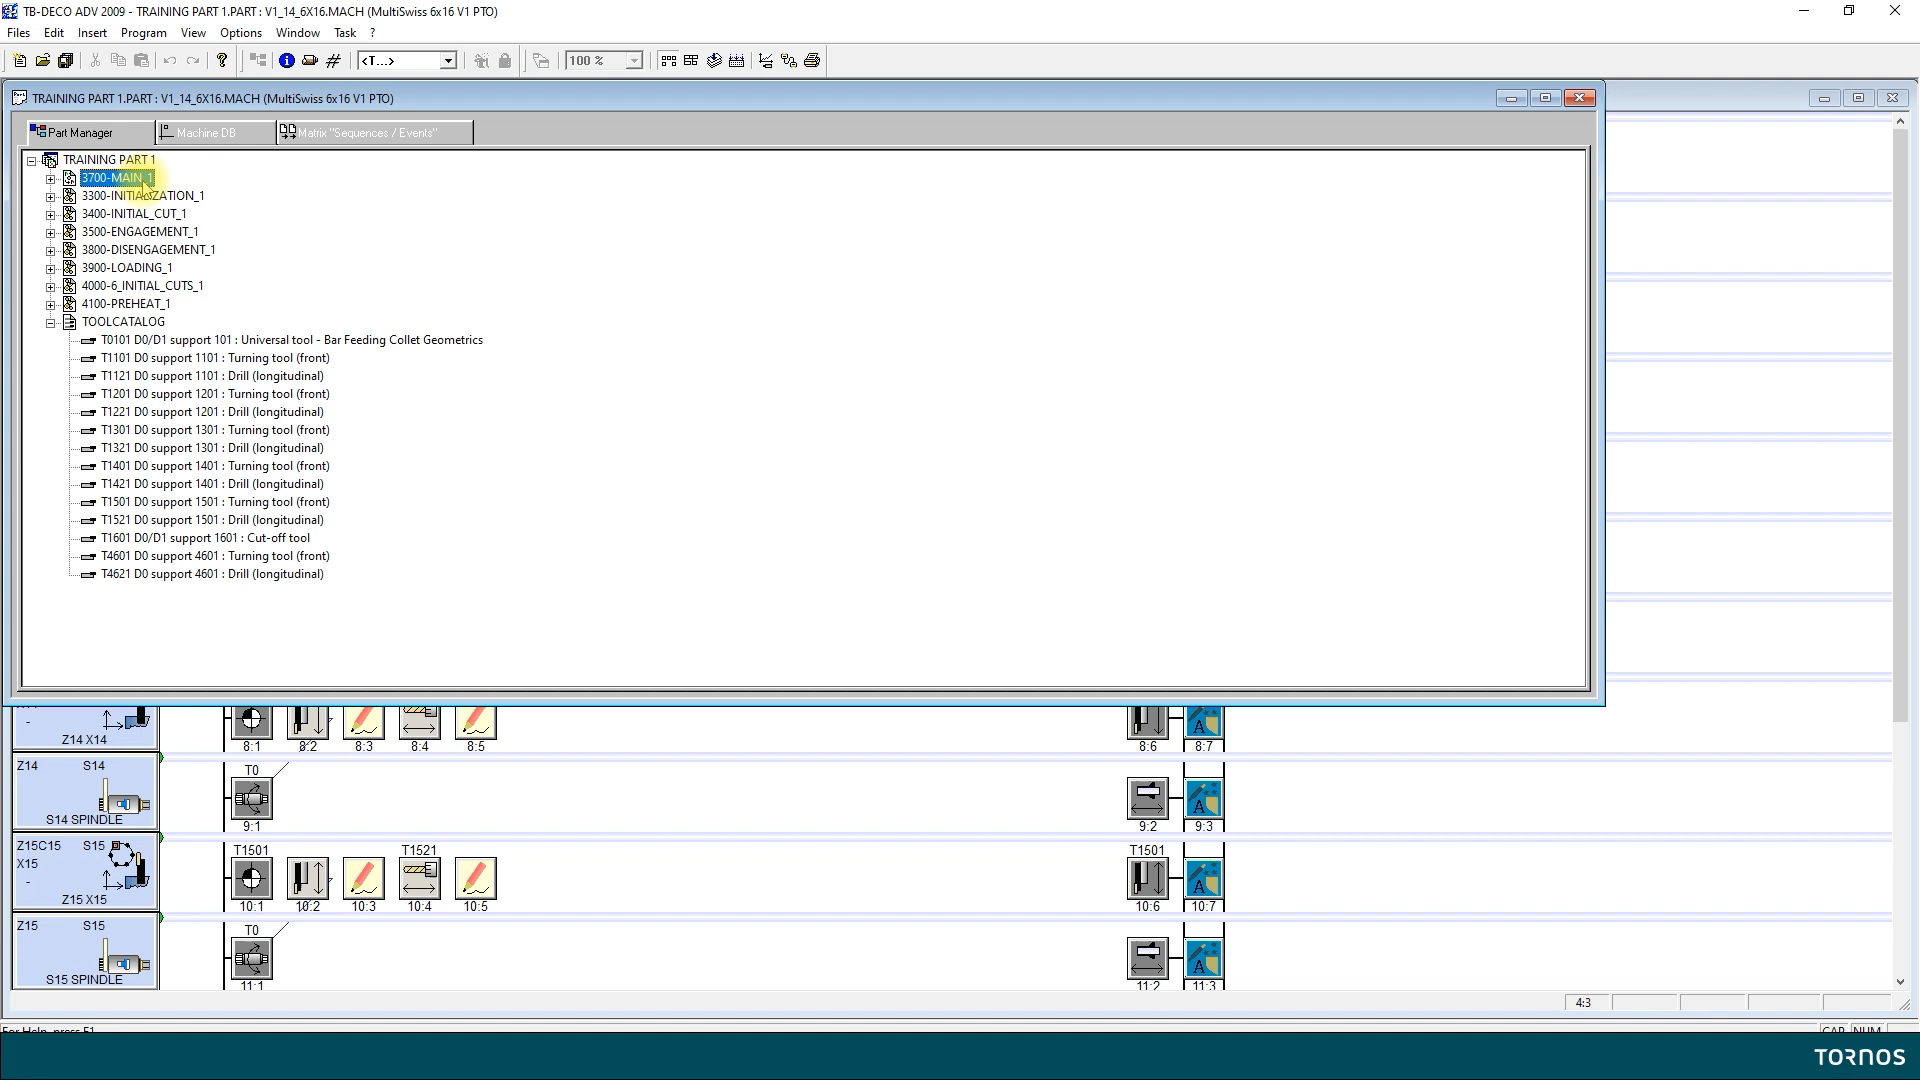 TB-DECO ADV 2009 - TRAINING PART 1.PART : V1_14_6X16.MACH (MultiSwiss 6x16 V1 PTO)
Files Edit Insert Program View Options Window Task ?
<T...> 100 %
TRAINING PART 1.PART : V1_14_6X16.MACH (MultiSwiss 6x16 V1 PTO)
Part Manager Machine DB Matrix "Sequences / Events"
TRAINING PART 1
3700-MAIN_1
3300-INITIALIZATION_1
3400-INITIAL_CUT_1
3500-ENGAGEMENT_1
3800-DISENGAGEMENT_1
3900-LOADING_1
4000-6_INITIAL_CUTS_1
4100-PREHEAT_1
TOOLCATALOG
T0101 D0/D1 support 101 : Universal tool - Bar Feeding Collet Geometrics
T1101 D0 support 1101 : Turning tool (front)
T1121 D0 support 1101 : Drill (longitudinal)
T1201 D0 support 1201 : Turning tool (front)
T1221 D0 support 1201 : Drill (longitudinal)
T1301 D0 support 1301 : Turning tool (front)
T1321 D0 support 1301 : Drill (longitudinal)
T1401 D0 support 1401 : Turning tool (front)
T1421 D0 support 1401 : Drill (longitudinal)
T1501 D0 support 1501 : Turning tool (front)
T1521 D0 support 1501 : Drill (longitudinal)
T1601 D0/D1 support 1601 : Cut-off tool
T4601 D0 support 4601 : Turning tool (front)
T4621 D0 support 4601 : Drill (longitudinal)
-
Z14 X14
8:1 8:2 8:3 8:4 8:5 8:6 8:7
Z14 S14 T0
S14 SPINDLE
9:1 9:2 9:3
Z15C15 S15 T1501 T1521 T1501
X15
-
Z15 X15
10:1 10:2 10:3 10:4 10:5 10:6 10:7
Z15 S15 T0
S15 SPINDLE
11:1 11:2 11:3
4:3
For Help, press F1
CAP NUM
TORNOS